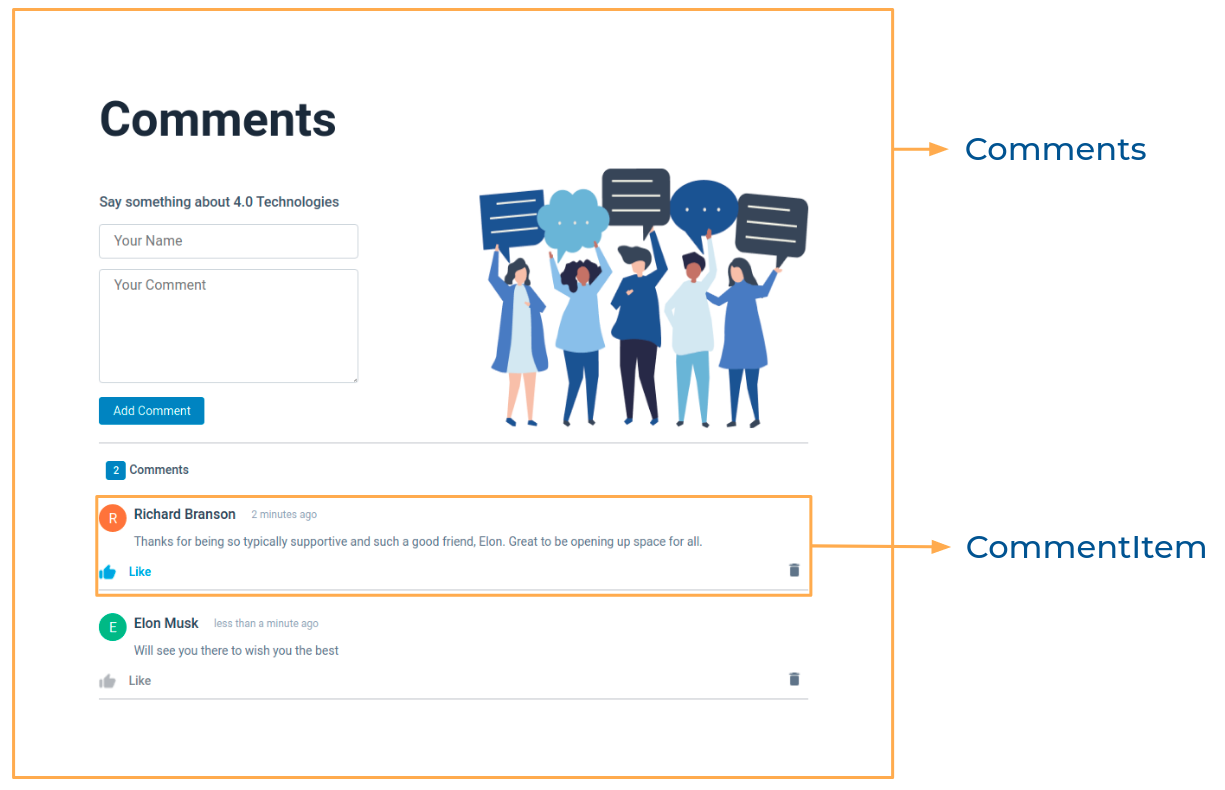 Comments
Comments
Say something about 4.0 Technologies
Your Name
Your Comment
Add Comment
2 Comments
R Richard Branson 2 minutes ago
Thanks for being so typically supportive and such a good friend, Elon. Great to be opening up space for all.
Like
CommentItem
E Elon Musk less than a minute ago
Will see you there to wish you the best
Like